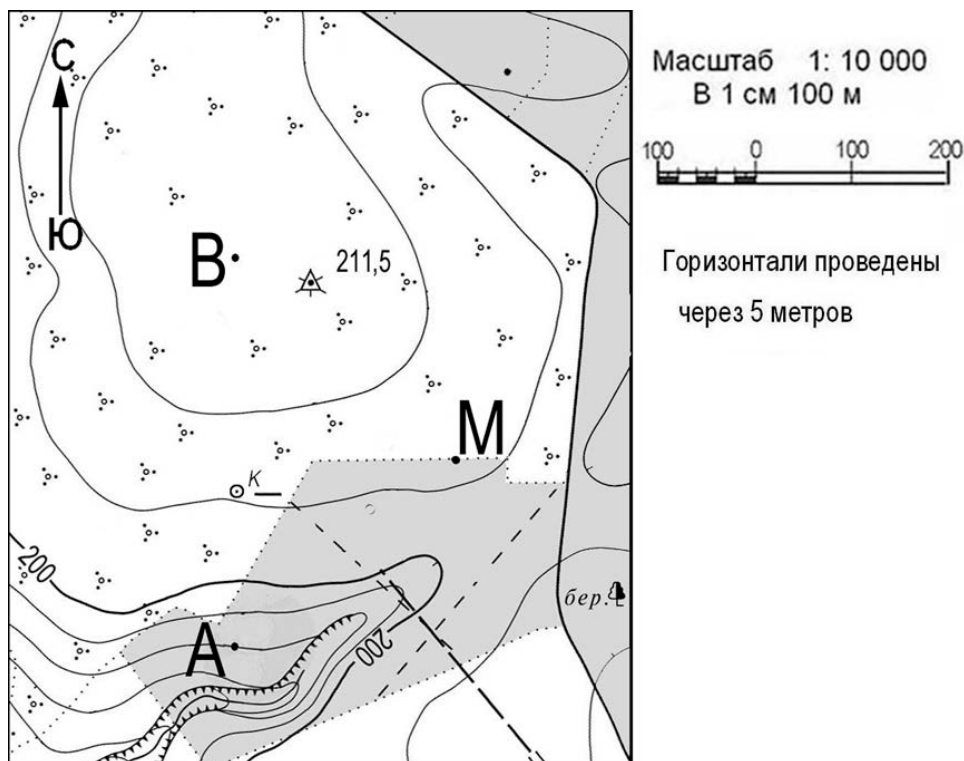 С
Ю
В
211,5
М
К
200
А
200
бер.
Масштаб 1: 10 000
В 1 см 100 м
100 0 100 200
Горизонтали проведены
через 5 метров